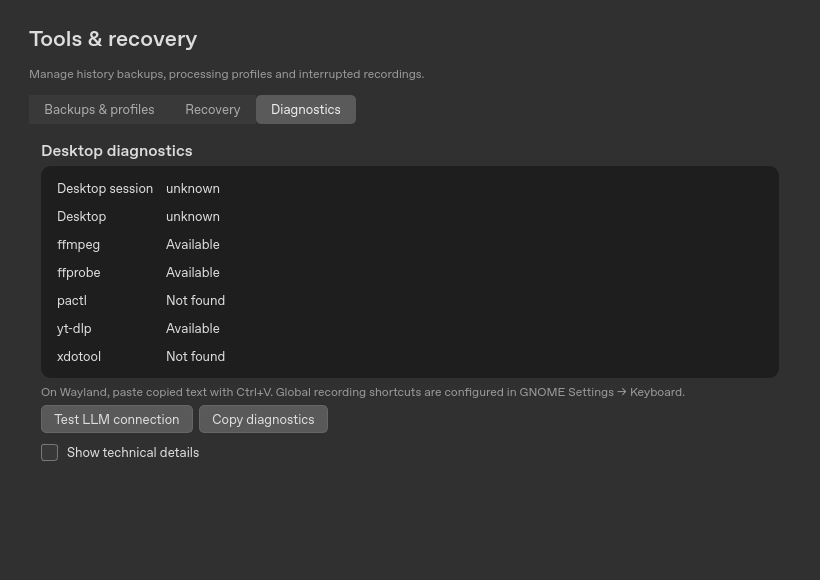 Tools & recovery
Manage history backups, processing profiles and interrupted recordings.
Backups & profiles Recovery Diagnostics
Desktop diagnostics
Desktop session unknown
Desktop unknown
ffmpeg Available
ffprobe Available
pactl Not found
yt-dlp Available
xdotool Not found
On Wayland, paste copied text with Ctrl+V. Global recording shortcuts are configured in GNOME Settings → Keyboard.
Test LLM connection Copy diagnostics
Show technical details